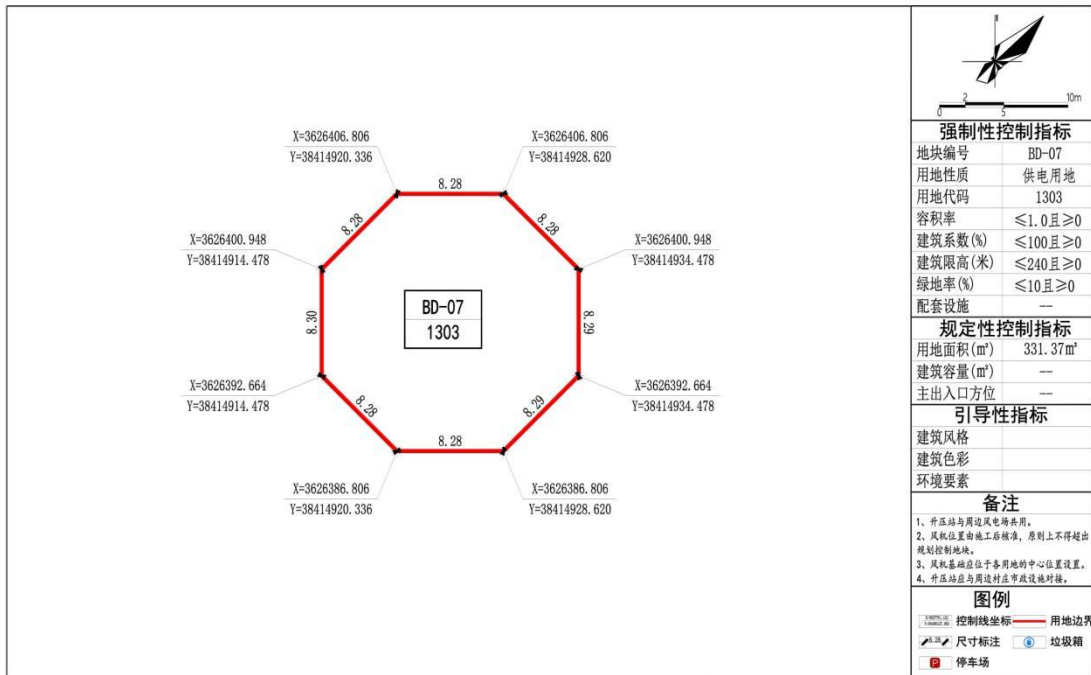 X=3626406.806
Y=38414920.336
X=3626406.806
Y=38414928.620
8.28
8.28
8.28
X=3626400.948
Y=38414914.478
X=3626400.948
Y=38414934.478
8.30
BD-07
1303
8.29
X=3626392.664
Y=38414914.478
X=3626392.664
Y=38414934.478
8.28
8.29
8.28
X=3626386.806
Y=38414920.336
X=3626386.806
Y=38414928.620
2
10m
0
5
强制性控制指标
地块编号 BD-07
用地性质 供电用地
用地代码 1303
容积率 ≤1.0且≥0
建筑系数(%) ≤100且≥0
建筑限高(米) ≤240且≥0
绿地率(%) ≤10且≥0
配套设施 --
规定性控制指标
用地面积(㎡) 331.37㎡
建筑容量(㎡) --
主出入口方位 --
引导性指标
建筑风格
建筑色彩
环境要素
备注
1、升压站与周边风电场共用。
2、风机位置由施工后核准，原则上不得超出
规划控制地块。
3、风机基础应位于各用地的中心位置设置。
4、升压站应与周边村庄市政设施对接。
图例
控制线坐标 用地边界
8.28 尺寸标注 垃圾箱
P 停车场